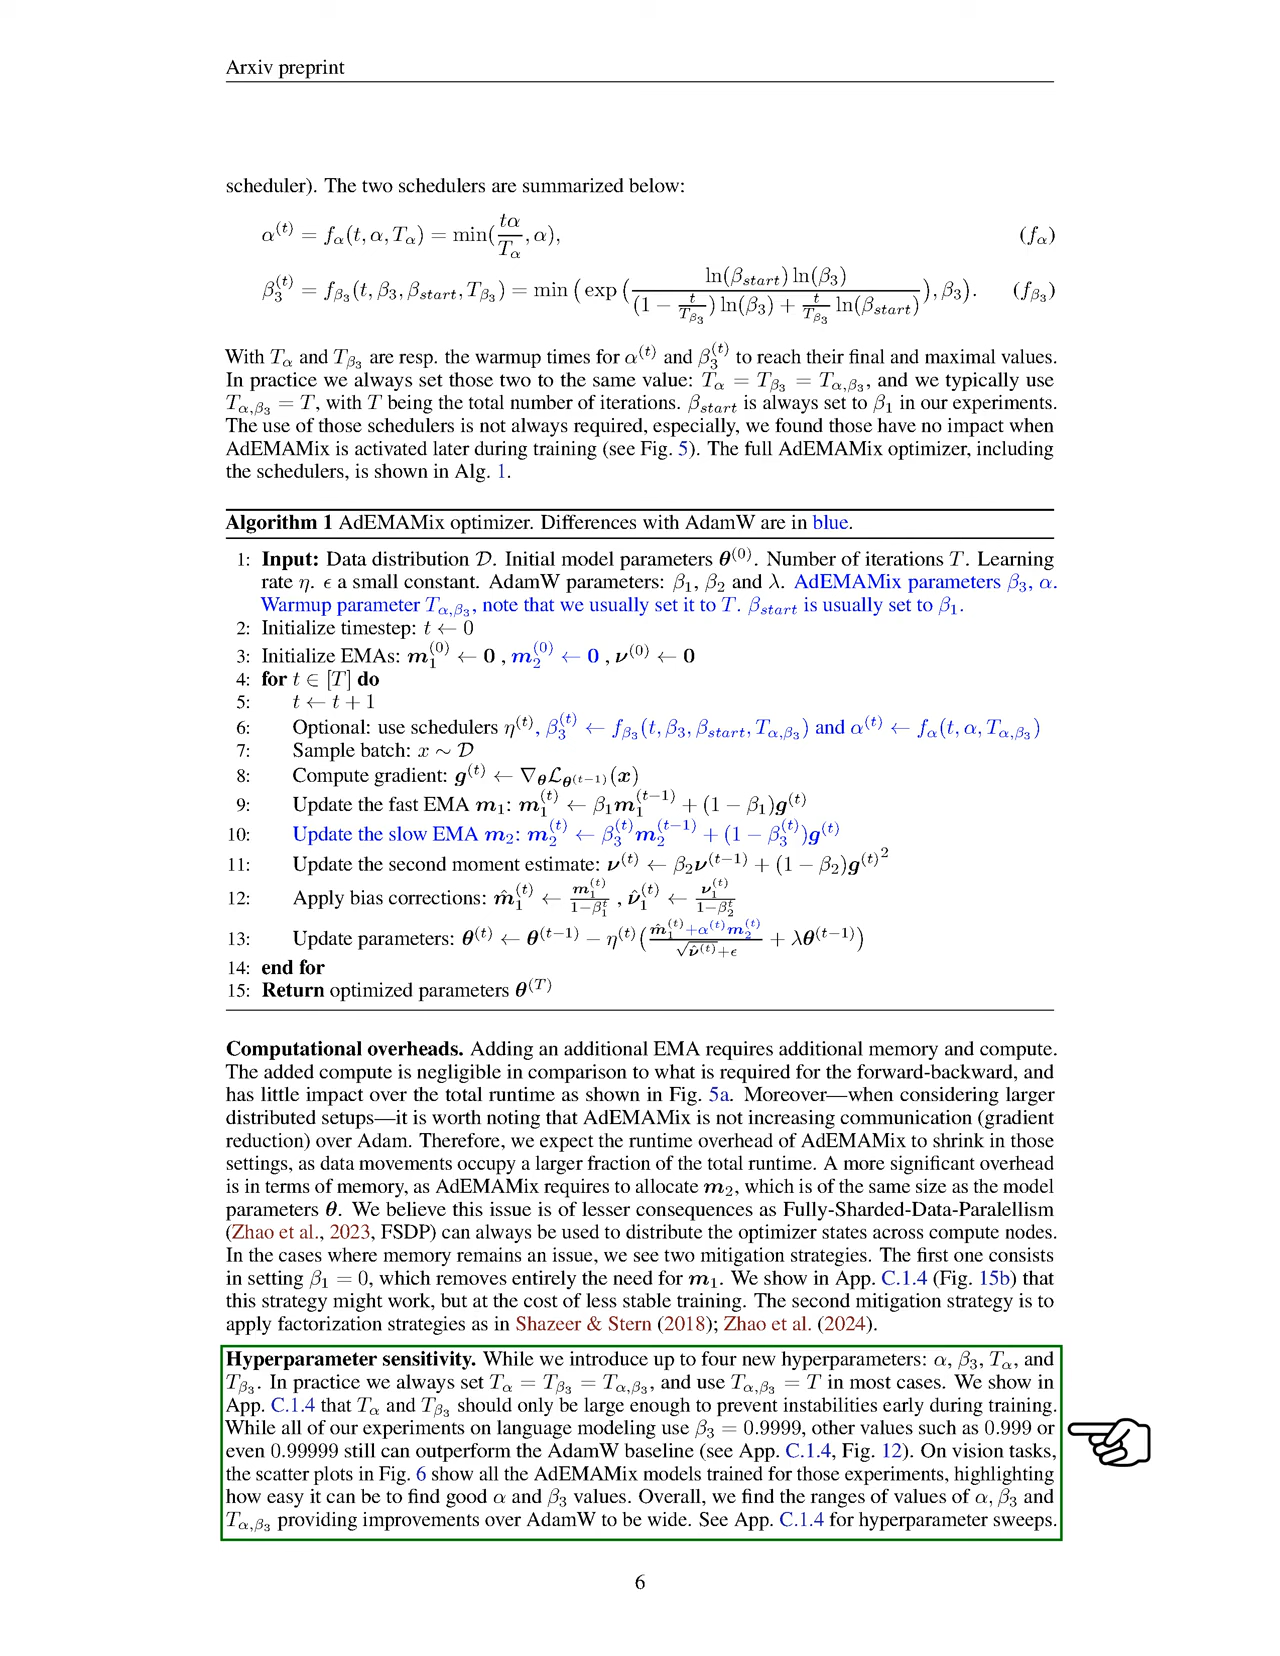 Arxiv preprint
scheduler). The two schedulers are summarized below:
α^(t) = f_α(t, α, T_α) = min(tα/T_α, α), (f_α)
β_3^(t) = f_β3(t, β_3, β_start, T_β3) = min ( exp ( ln(β_start) ln(β_3) / ((1 − t/T_β3) ln(β_3) + t/T_β3 ln(β_start)) ), β_3 ). (f_β3)
With T_α and T_β3 are resp. the warmup times for α^(t) and β_3^(t) to reach their final and maximal values.
In practice we always set those two to the same value: T_α = T_β3 = T_α,β3, and we typically use
T_α,β3 = T, with T being the total number of iterations. β_start is always set to β_1 in our experiments.
The use of those schedulers is not always required, especially, we found those have no impact when
AdEMAMix is activated later during training (see Fig. 5). The full AdEMAMix optimizer, including
the schedulers, is shown in Alg. 1.
Algorithm 1 AdEMAMix optimizer. Differences with AdamW are in blue.
1: Input: Data distribution D. Initial model parameters θ^(0). Number of iterations T. Learning
rate η. ϵ a small constant. AdamW parameters: β_1, β_2 and λ. AdEMAMix parameters β_3, α.
Warmup parameter T_α,β3, note that we usually set it to T. β_start is usually set to β_1.
2: Initialize timestep: t ← 0
3: Initialize EMAs: m_1^(0) ← 0 , m_2^(0) ← 0 , ν^(0) ← 0
4: for t ∈ [T] do
5: t ← t + 1
6: Optional: use schedulers η^(t), β_3^(t) ← f_β3(t, β_3, β_start, T_α,β3) and α^(t) ← f_α(t, α, T_α,β3)
7: Sample batch: x ∼ D
8: Compute gradient: g^(t) ← ∇_θ L_θ^(t−1)(x)
9: Update the fast EMA m_1: m_1^(t) ← β_1 m_1^(t−1) + (1 − β_1)g^(t)
10: Update the slow EMA m_2: m_2^(t) ← β_3^(t) m_2^(t−1) + (1 − β_3^(t))g^(t)
11: Update the second moment estimate: ν^(t) ← β_2 ν^(t−1) + (1 − β_2)g^(t)^2
12: Apply bias corrections: m̂_1^(t) ← m_1^(t)/(1−β_1^t) , ν̂_1^(t) ← ν_1^(t)/(1−β_2^t)
13: Update parameters: θ^(t) ← θ^(t−1) − η^(t) ( (m̂_1^(t)+α^(t)m_2^(t))/(√ν̂^(t)+ϵ) + λθ^(t−1) )
14: end for
15: Return optimized parameters θ^(T)
Computational overheads. Adding an additional EMA requires additional memory and compute.
The added compute is negligible in comparison to what is required for the forward-backward, and
has little impact over the total runtime as shown in Fig. 5a. Moreover—when considering larger
distributed setups—it is worth noting that AdEMAMix is not increasing communication (gradient
reduction) over Adam. Therefore, we expect the runtime overhead of AdEMAMix to shrink in those
settings, as data movements occupy a larger fraction of the total runtime. A more significant overhead
is in terms of memory, as AdEMAMix requires to allocate m_2, which is of the same size as the model
parameters θ. We believe this issue is of lesser consequences as Fully-Sharded-Data-Paralellism
(Zhao et al., 2023, FSDP) can always be used to distribute the optimizer states across compute nodes.
In the cases where memory remains an issue, we see two mitigation strategies. The first one consists
in setting β_1 = 0, which removes entirely the need for m_1. We show in App. C.1.4 (Fig. 15b) that
this strategy might work, but at the cost of less stable training. The second mitigation strategy is to
apply factorization strategies as in Shazeer & Stern (2018); Zhao et al. (2024).
Hyperparameter sensitivity. While we introduce up to four new hyperparameters: α, β_3, T_α, and
T_β3. In practice we always set T_α = T_β3 = T_α,β3, and use T_α,β3 = T in most cases. We show in
App. C.1.4 that T_α and T_β3 should only be large enough to prevent instabilities early during training.
While all of our experiments on language modeling use β_3 = 0.9999, other values such as 0.999 or
even 0.99999 still can outperform the AdamW baseline (see App. C.1.4, Fig. 12). On vision tasks,
the scatter plots in Fig. 6 show all the AdEMAMix models trained for those experiments, highlighting
how easy it can be to find good α and β_3 values. Overall, we find the ranges of values of α, β_3 and
T_α,β3 providing improvements over AdamW to be wide. See App. C.1.4 for hyperparameter sweeps.
6